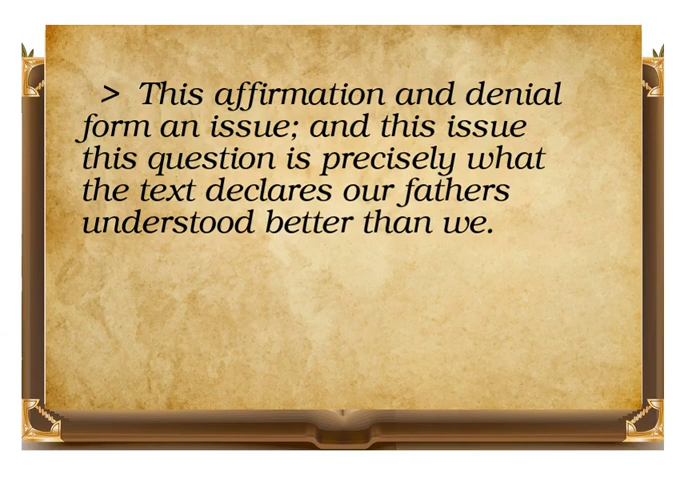 > This affirmation and denial
form an issue; and this issue
this question is precisely what
the text declares our fathers
understood better than we.